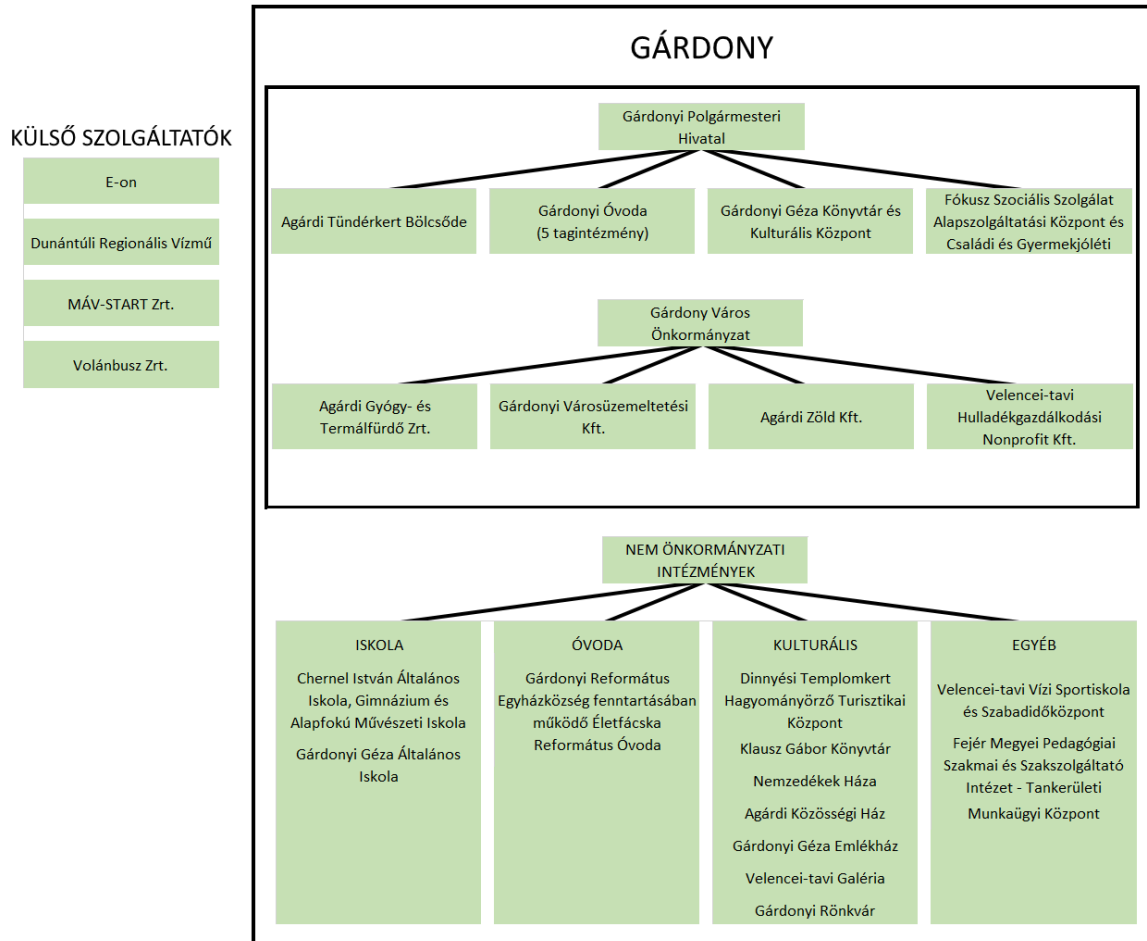 GÁRDONY
KÜLSŐ SZOLGÁLTATÓK
E-on
Dunántúli Regionális Vízmű
MÁV-START Zrt.
Volánbusz Zrt.
Gárdonyi Polgármesteri
Hivatal
Agárdi Tündérkert Bölcsőde
Gárdonyi Óvoda
(5 tagintézmény)
Gárdonyi Géza Könyvtár és
Kulturális Központ
Fókusz Szociális Szolgálat
Alapszolgáltatási Központ és
Családi és Gyermekjóléti
Gárdony Város
Önkormányzat
Agárdi Gyógy- és
Termálfürdő Zrt.
Gárdonyi Városüzemeltetési
Kft.
Agárdi Zöld Kft.
Velencei-tavi
Hulladékgazdálkodási
Nonprofit Kft.
NEM ÖNKORMÁNYZATI
INTÉZMÉNYEK
ISKOLA
Chernel István Általános
Iskola, Gimnázium és
Alapfokú Művészeti Iskola
Gárdonyi Géza Általános
Iskola
ÓVODA
Gárdonyi Református
Egyházközség fenntartásában
működő Életfácska
Református Óvoda
KULTURÁLIS
Dinnyési Templomkert
Hagyományörző Turisztikai
Központ
Klausz Gábor Könyvtár
Nemzedékek Háza
Agárdi Közösségi Ház
Gárdonyi Géza Emlékház
Velencei-tavi Galéria
Gárdonyi Rönkvár
EGYÉB
Velencei-tavi Vízi Sportiskola
és Szabadidőközpont
Fejér Megyei Pedagógiai
Szakmai és Szakszolgáltató
Intézet - Tankerületi
Munkaügyi Központ